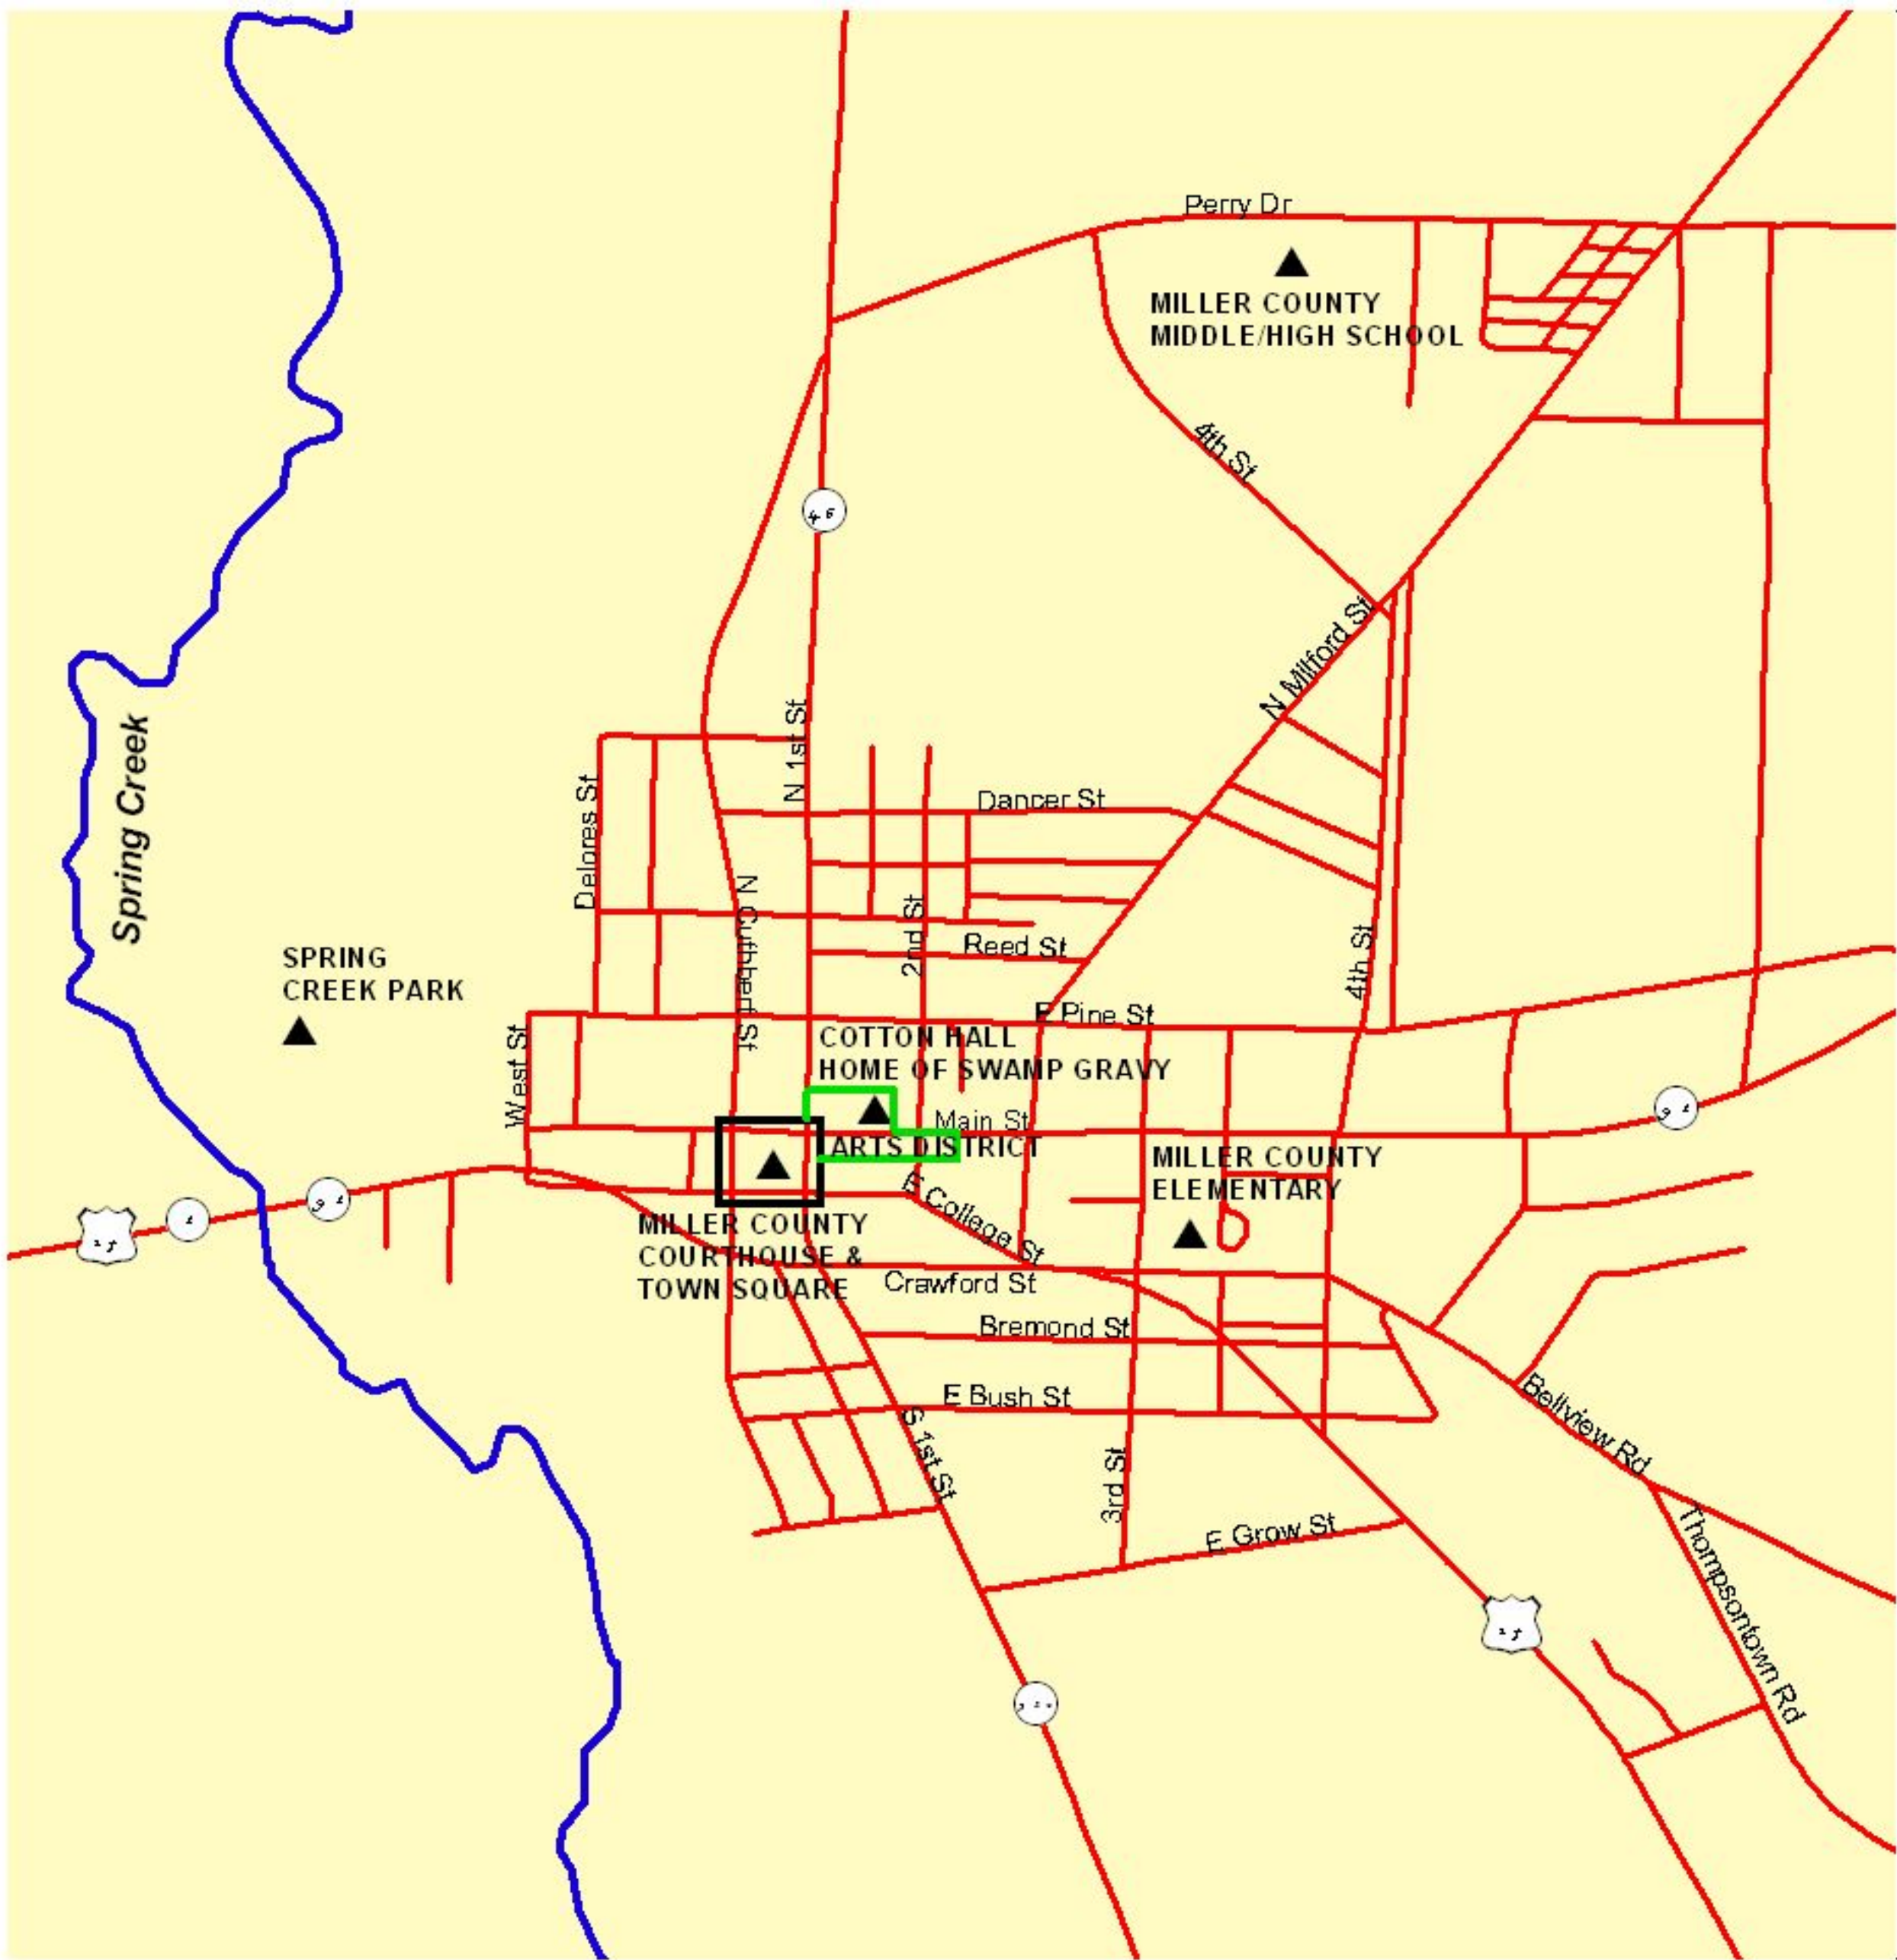 Perry Dr
MILLER COUNTY
MIDDLE/HIGH SCHOOL
4th St
45
N Milford St
N 1st St
Spring Creek
Delores St
Dancer St
N Cuthbert St
2nd St
Reed St
4th St
SPRING
CREEK PARK
E Pine St
West St
COTTON HALL
HOME OF SWAMP GRAVY
Main St
ARTS DISTRICT
MILLER COUNTY
ELEMENTARY
E College St
MILLER COUNTY
COURTHOUSE &
TOWN SQUARE
Crawford St
Bremond St
E Bush St
Bellview Rd
S 1st St
3rd St
E Grow St
Thompsontown Rd